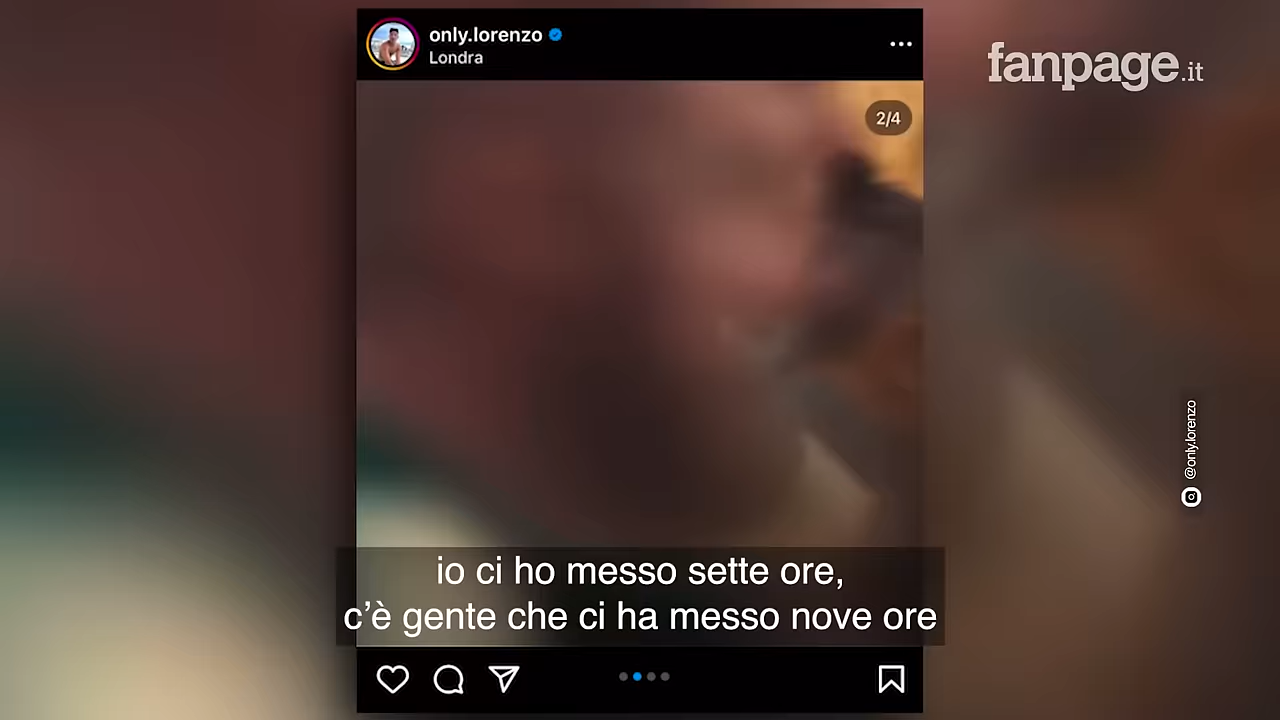 only.lorenzo
Londra
fanpage.it
2/4
@only.lorenzo
io ci ho messo sette ore,
c’è gente che ci ha messo nove ore